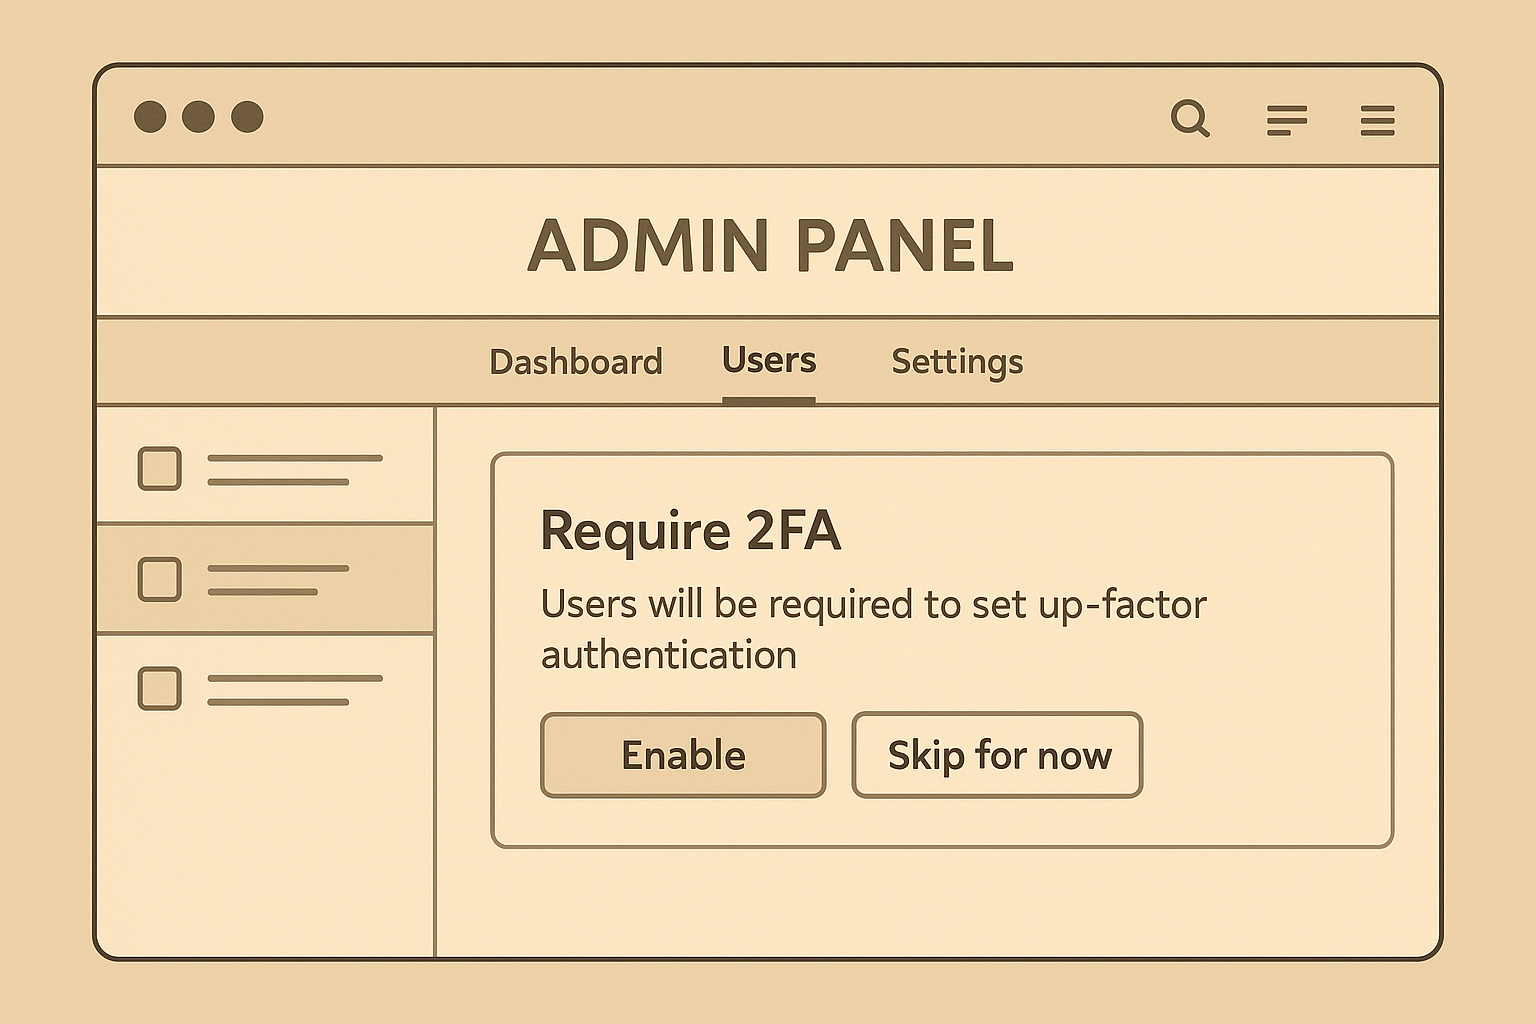 ADMIN PANEL
Dashboard Users Settings
Require 2FA
Users will be required to set up-factor
authentication
Enable Skip for now